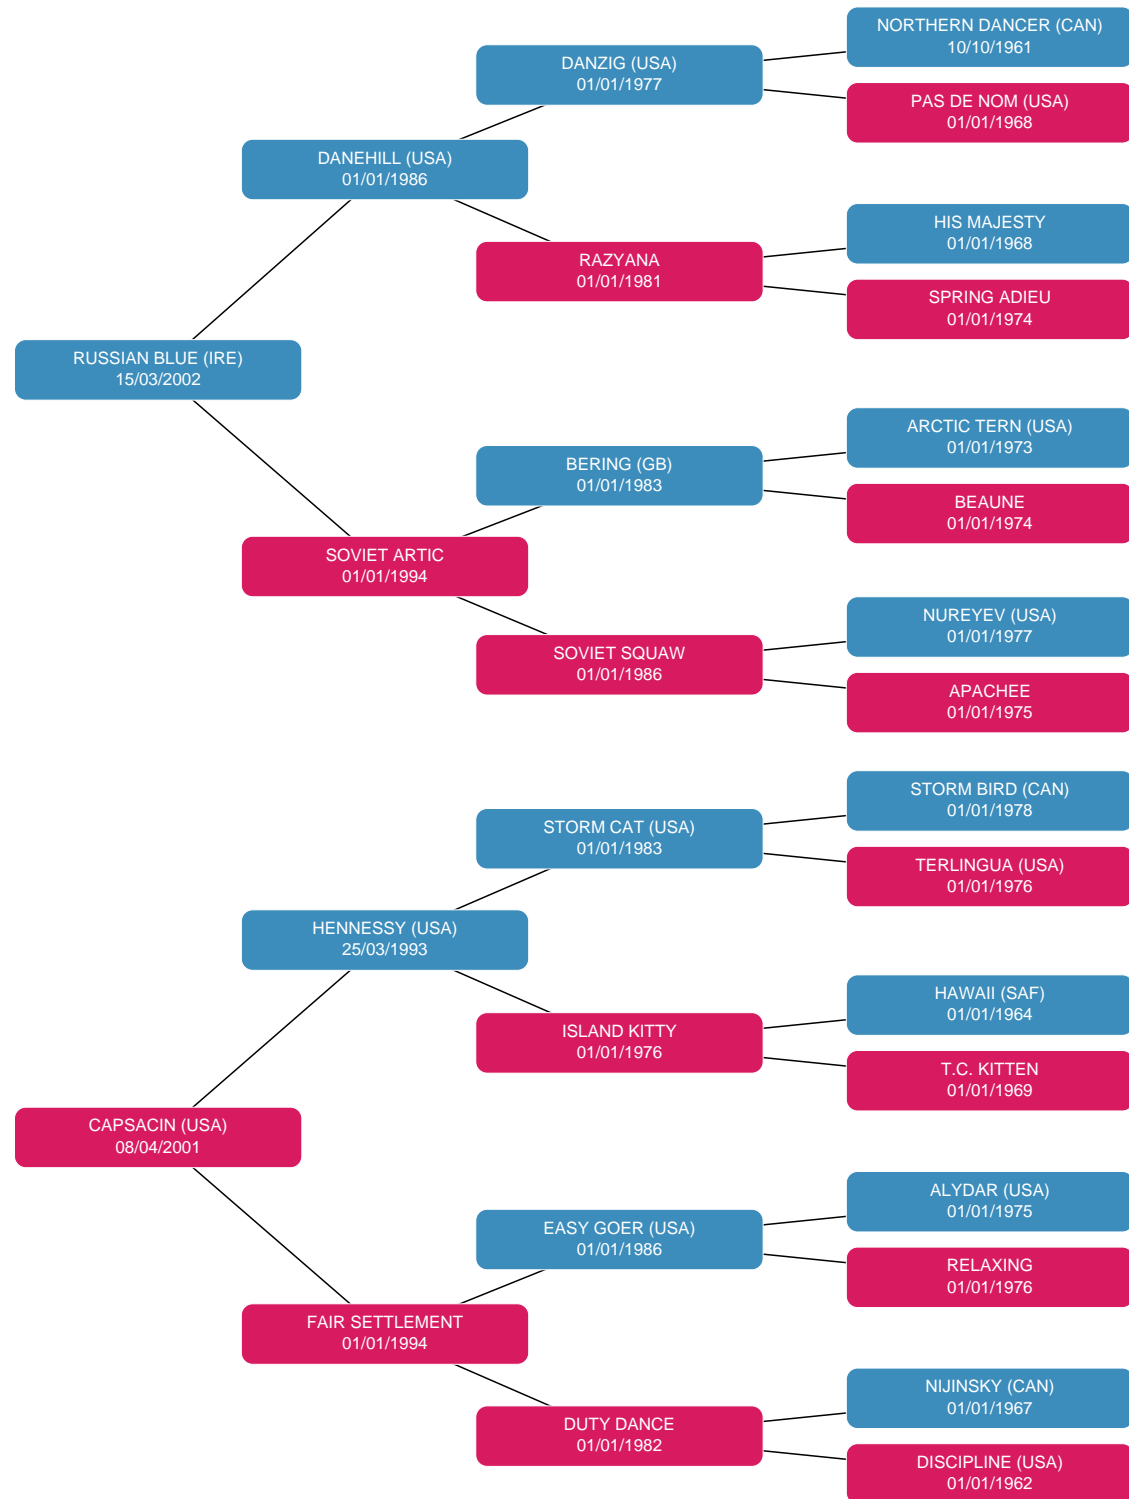 NORTHERN DANCER (CAN)
10/10/1961
DANZIG (USA)
01/01/1977
PAS DE NOM (USA)
01/01/1968
DANEHILL (USA)
01/01/1986
HIS MAJESTY
01/01/1968
RAZYANA
01/01/1981
SPRING ADIEU
01/01/1974
RUSSIAN BLUE (IRE)
15/03/2002
ARCTIC TERN (USA)
01/01/1973
BERING (GB)
01/01/1983
BEAUNE
01/01/1974
SOVIET ARTIC
01/01/1994
NUREYEV (USA)
01/01/1977
SOVIET SQUAW
01/01/1986
APACHEE
01/01/1975
STORM BIRD (CAN)
01/01/1978
STORM CAT (USA)
01/01/1983
TERLINGUA (USA)
01/01/1976
HENNESSY (USA)
25/03/1993
HAWAII (SAF)
01/01/1964
ISLAND KITTY
01/01/1976
T.C. KITTEN
01/01/1969
CAPSACIN (USA)
08/04/2001
ALYDAR (USA)
01/01/1975
EASY GOER (USA)
01/01/1986
RELAXING
01/01/1976
FAIR SETTLEMENT
01/01/1994
NIJINSKY (CAN)
01/01/1967
DUTY DANCE
01/01/1982
DISCIPLINE (USA)
01/01/1962